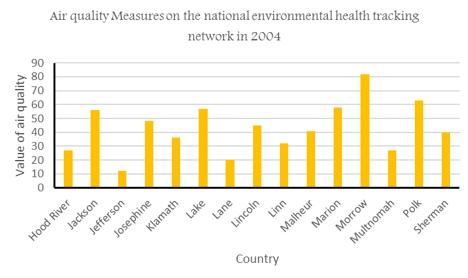 Air quality Measures on the national environmental health tracking
network in 2004
Value of air quality
90
80
70
60
50
40
30
20
10
0
Hood River
Jackson
Jefferson
Josephine
Klamath
Lake
Lane
Lincoln
Linn
Malheur
Marion
Morrow
Multnomah
Polk
Sherman
Country